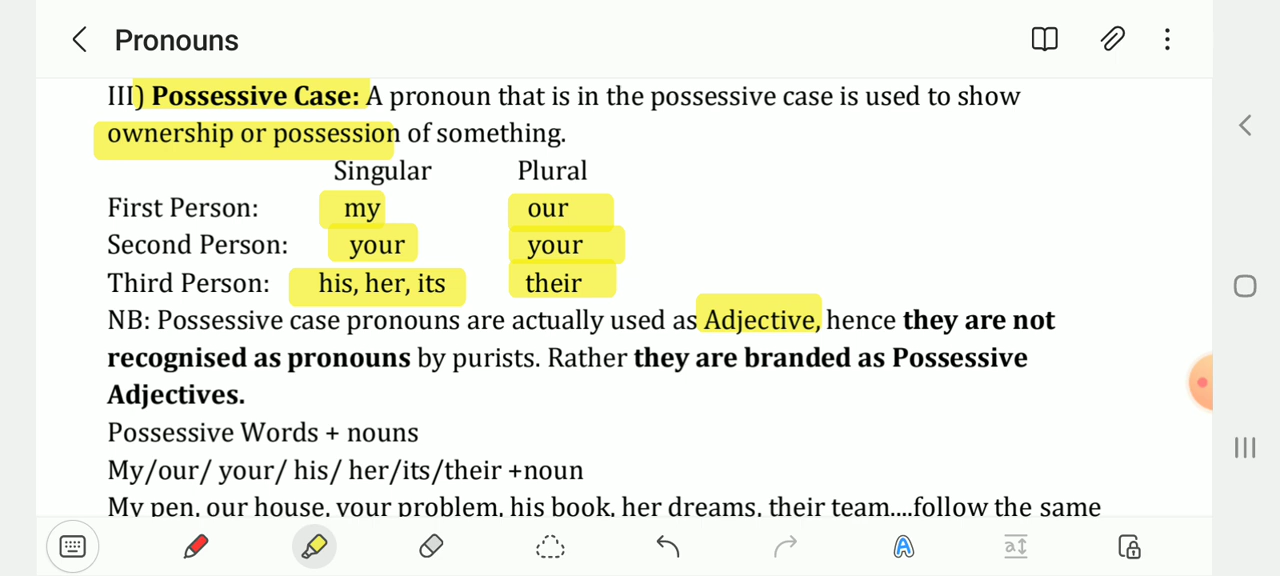 Pronouns
III) Possessive Case: A pronoun that is in the possessive case is used to show
ownership or possession of something.
Singular Plural
First Person: my our
Second Person: your your
Third Person: his, her, its their
NB: Possessive case pronouns are actually used as Adjective, hence they are not
recognised as pronouns by purists. Rather they are branded as Possessive
Adjectives.
Possessive Words + nouns
My/our/ your/ his/ her/its/their +noun
My pen, our house, your problem, his book, her dreams, their team....follow the same